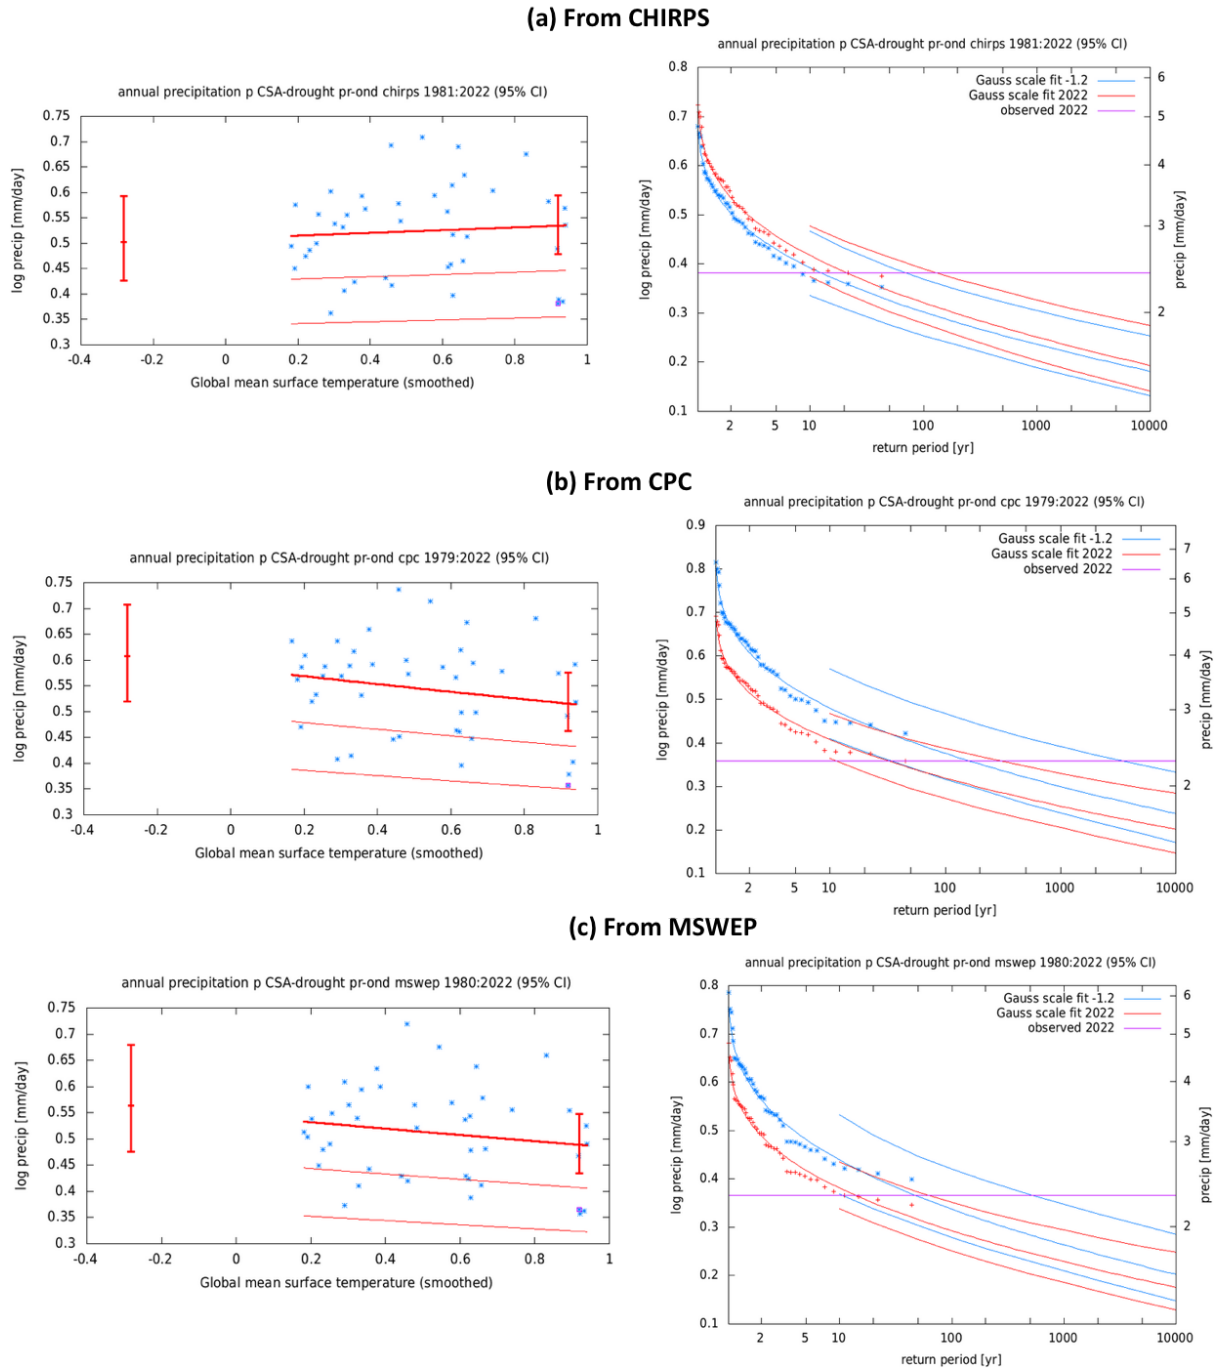 (a) From CHIRPS
annual precipitation p CSA-drought pr-ond chirps 1981:2022 (95% CI)
log precip [mm/day]
0.75
0.7
0.65
0.6
0.55
0.5
0.45
0.4
0.35
0.3
-0.4 -0.2 0 0.2 0.4 0.6 0.8 1
Global mean surface temperature (smoothed)
annual precipitation p CSA-drought pr-ond chirps 1981:2022 (95% CI)
Gauss scale fit -1.2
Gauss scale fit 2022
observed 2022
log precip [mm/day]
0.8
0.7
0.6
0.5
0.4
0.3
0.2
0.1
precip [mm/day]
6
5
4
3
2
2 5 10 100 1000 10000
return period [yr]
(b) From CPC
annual precipitation p CSA-drought pr-ond cpc 1979:2022 (95% CI)
log precip [mm/day]
0.75
0.7
0.65
0.6
0.55
0.5
0.45
0.4
0.35
0.3
-0.4 -0.2 0 0.2 0.4 0.6 0.8 1
Global mean surface temperature (smoothed)
annual precipitation p CSA-drought pr-ond cpc 1979:2022 (95% CI)
Gauss scale fit -1.2
Gauss scale fit 2022
observed 2022
log precip [mm/day]
0.9
0.8
0.7
0.6
0.5
0.4
0.3
0.2
0.1
precip [mm/day]
7
6
5
4
3
2
2 5 10 100 1000 10000
return period [yr]
(c) From MSWEP
annual precipitation p CSA-drought pr-ond mswep 1980:2022 (95% CI)
log precip [mm/day]
0.75
0.7
0.65
0.6
0.55
0.5
0.45
0.4
0.35
0.3
-0.4 -0.2 0 0.2 0.4 0.6 0.8 1
Global mean surface temperature (smoothed)
annual precipitation p CSA-drought pr-ond mswep 1980:2022 (95% CI)
Gauss scale fit -1.2
Gauss scale fit 2022
observed 2022
log precip [mm/day]
0.8
0.7
0.6
0.5
0.4
0.3
0.2
0.1
precip [mm/day]
6
5
4
3
2
2 5 10 100 1000 10000
return period [yr]